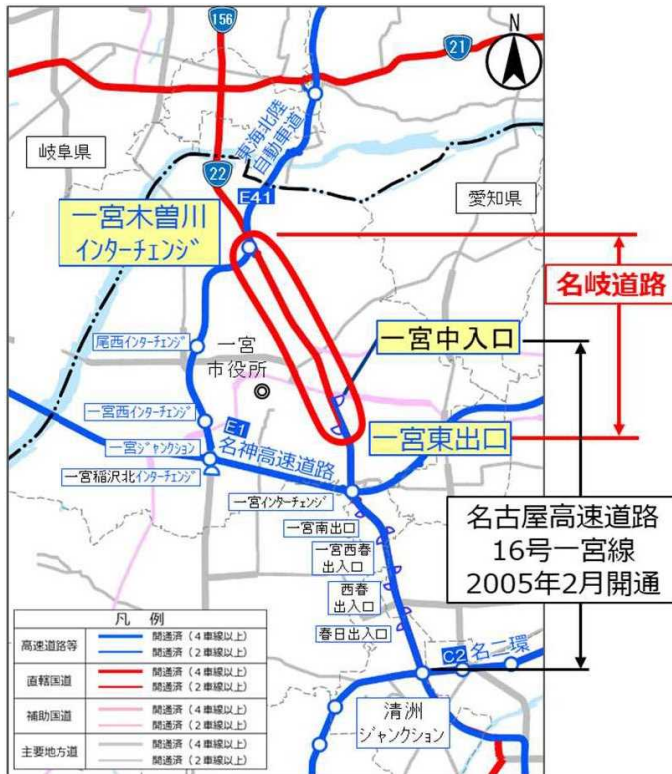 156
21
N
岐阜県
東海北陸
自動車道
22
E41
愛知県
一宮木曽川
インターチェンジ
名岐道路
尾西インターチェンジ
一宮
市役所
一宮中入口
一宮西インターチェンジ
E1
一宮東出口
一宮ジャンクション
名神高速道路
一宮稲沢北インターチェンジ
一宮インターチェンジ
一宮南出口
一宮西春
出入口
西春
出入口
春日出入口
名古屋高速道路
16号一宮線
2005年2月開通
C2
名二環
清洲
ジャンクション
凡 例
高速道路等
開通済（４車線以上）
開通済（２車線以上）
直轄国道
開通済（４車線以上）
開通済（２車線以上）
補助国道
開通済（４車線以上）
開通済（２車線以上）
主要地方道
開通済（４車線以上）
開通済（２車線以上）